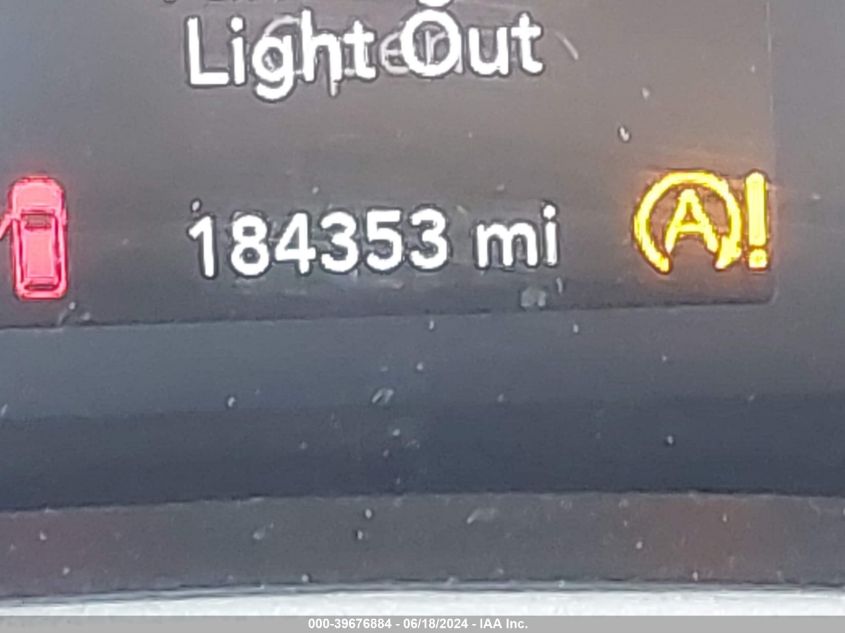 Light Out
184353 mi
A!
000-39676884 - 06/18/2024 - IAA Inc.